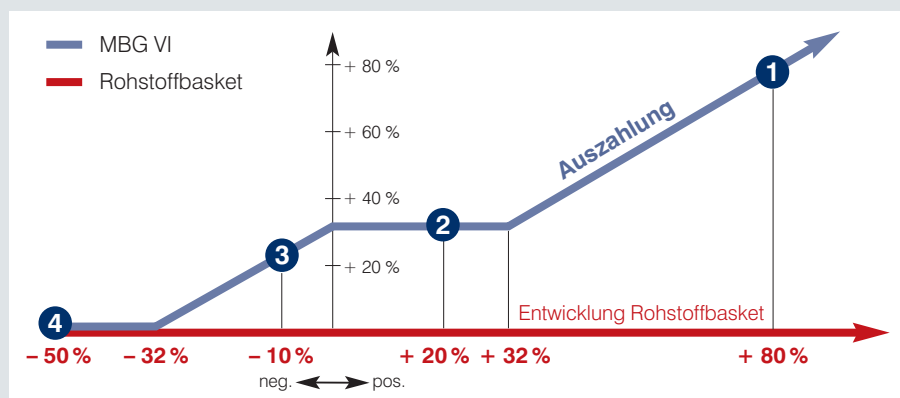 MBG VI
Rohstoffbasket
+ 80 %
+ 60 %
+ 40 %
+ 20 %
Auszahlung
1
2
3
4
Entwicklung Rohstoffbasket
– 50 % – 32 % – 10 % + 20 % + 32 % + 80 %
neg. pos.